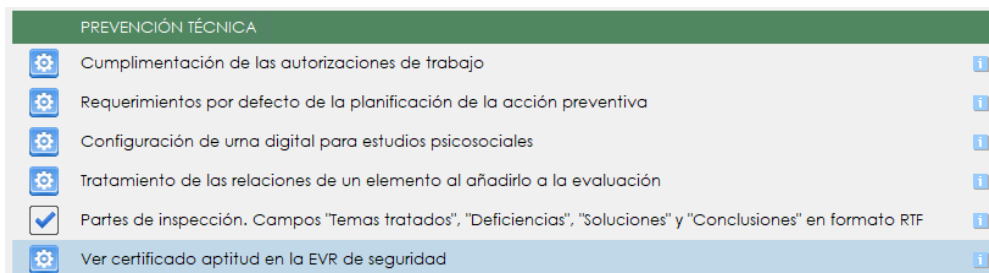 PREVENCIÓN TÉCNICA
Cumplimentación de las autorizaciones de trabajo
Requerimientos por defecto de la planificación de la acción preventiva
Configuración de urna digital para estudios psicosociales
Tratamiento de las relaciones de un elemento al añadirlo a la evaluación
Partes de inspección. Campos "Temas tratados", "Deficiencias", "Soluciones" y "Conclusiones" en formato RTF
Ver certificado aptitud en la EVR de seguridad